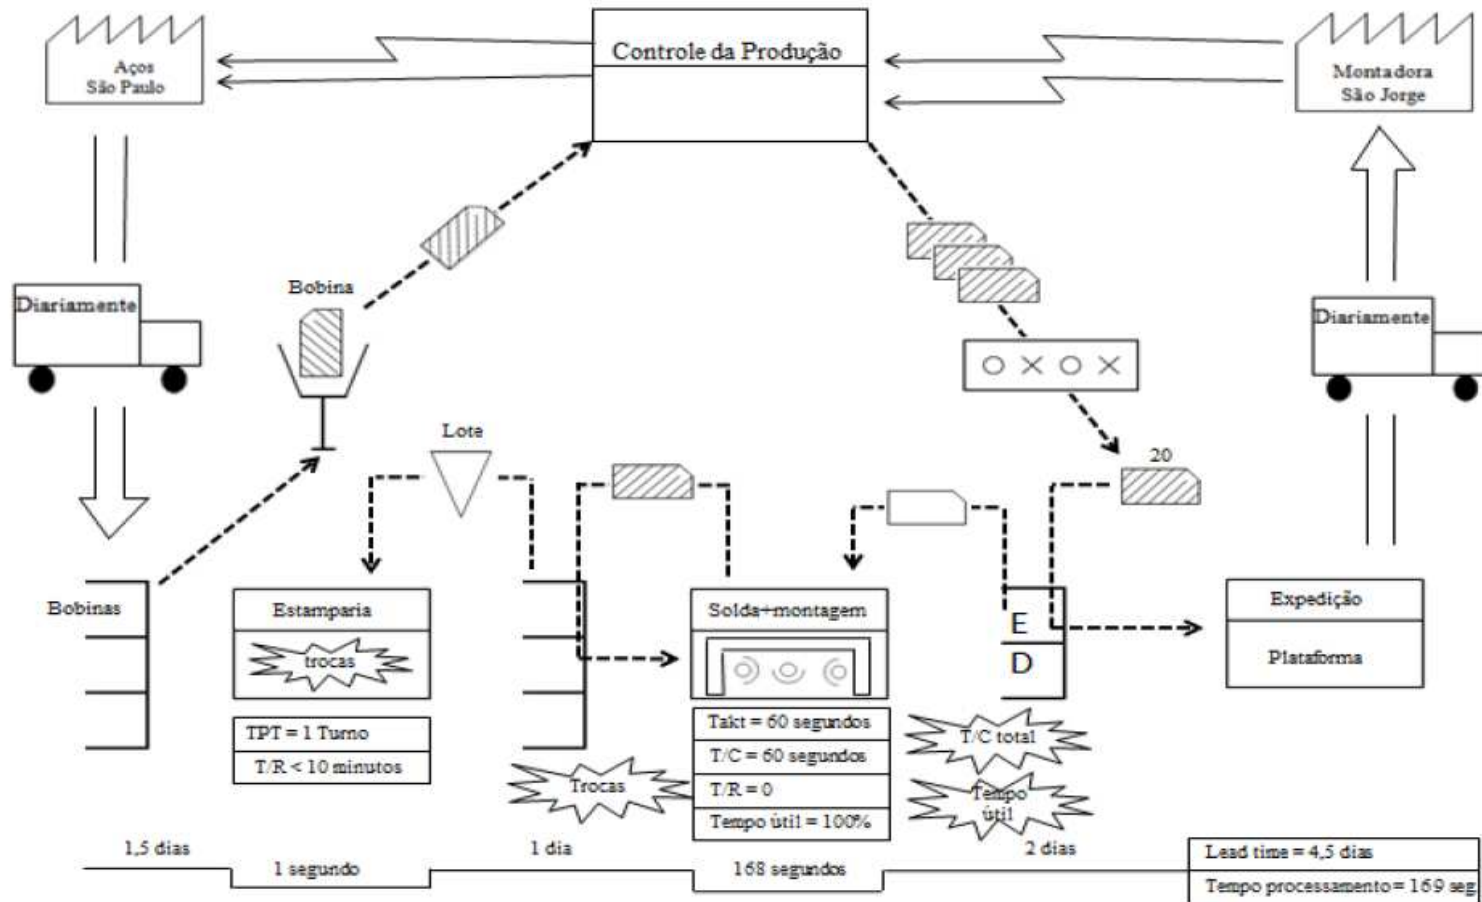 Aços
São Paulo
Controle da Produção
Montadora
São Jorge
Diariamente
Bobina
Diariamente
Lote
20
Bobinas
Estamparia
trocas
TPT = 1 Turno
T/R < 10 minutos
Trocas
Solda+montagem
Takt = 60 segundos
T/C = 60 segundos
T/R = 0
Tempo útil = 100%
E
D
T/C total
Tempo
útil
Expedição
Plataforma
1,5 dias
1 segundo
1 dia
168 segundos
2 dias
Lead time = 4,5 dias
Tempo processamento = 169 seg